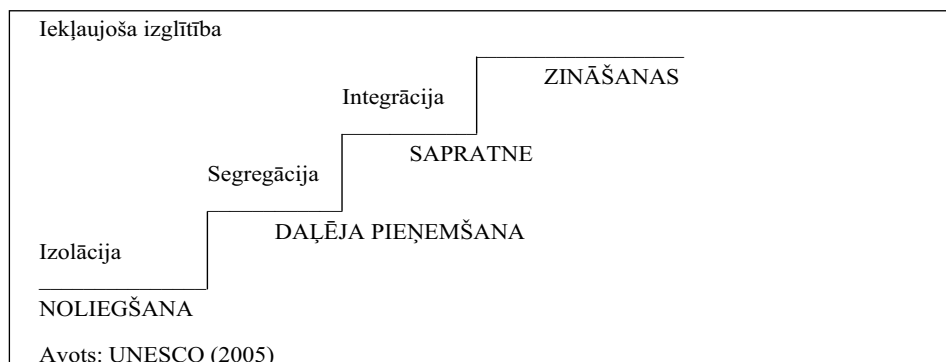 Iekļaujoša izglītība
ZINĀŠANAS
Integrācija
SAPRATNE
Segregācija
DAĻĒJA PIEŅEMŠANA
Izolācija
NOLIEGŠANA
Avots: UNESCO (2005)